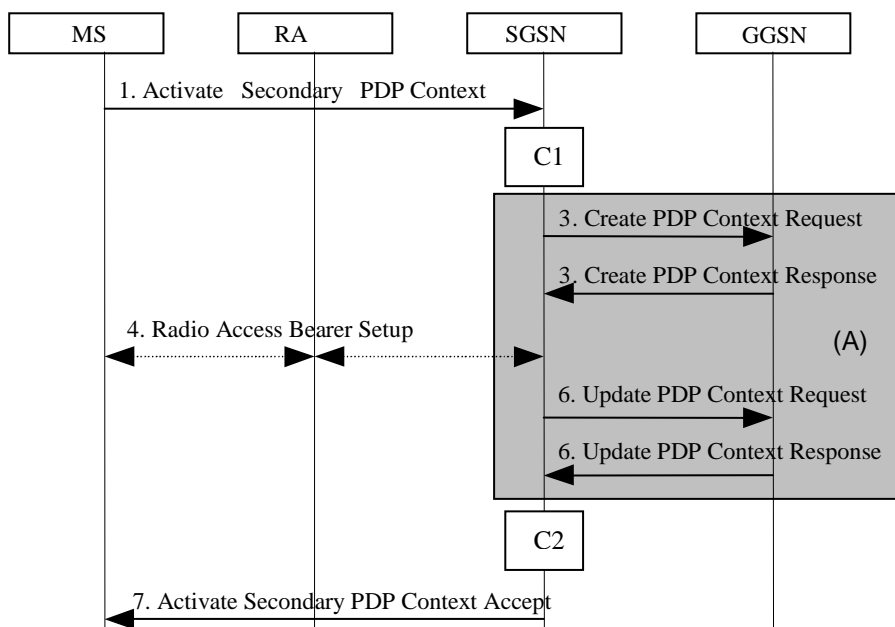 MS RA SGSN GGSN
1. Activate Secondary PDP Context
C1
3. Create PDP Context Request
3. Create PDP Context Response
4. Radio Access Bearer Setup
(A)
6. Update PDP Context Request
6. Update PDP Context Response
C2
7. Activate Secondary PDP Context Accept